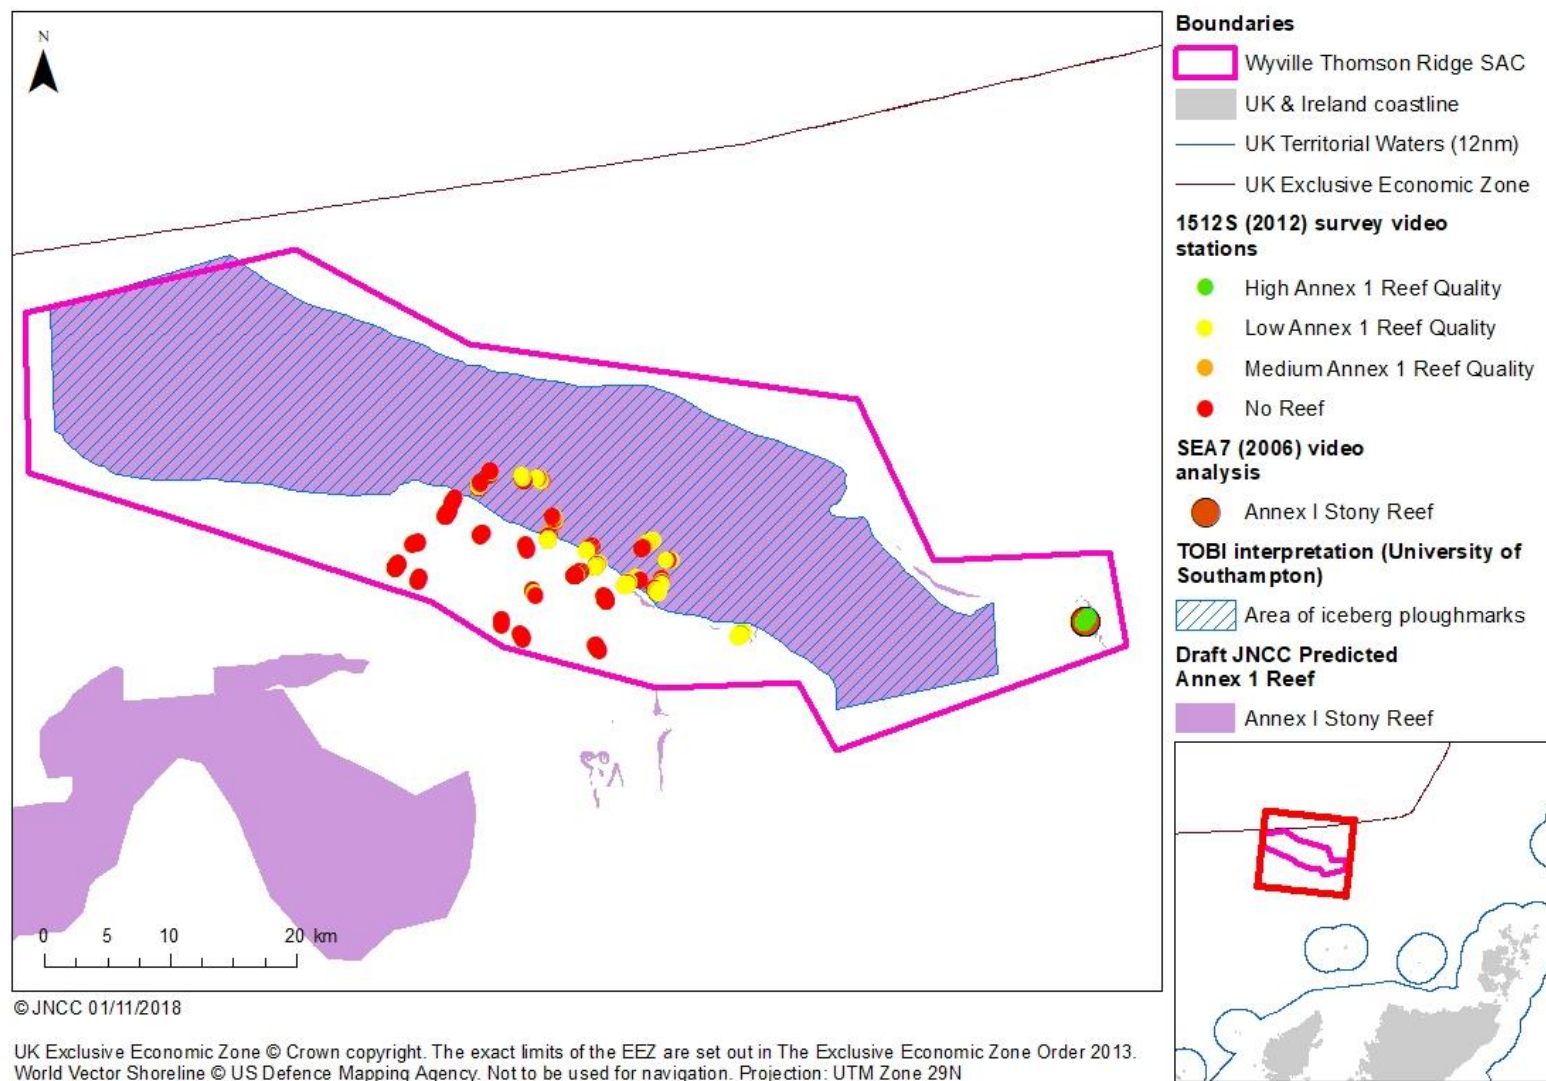 N
Boundaries
Wyville Thomson Ridge SAC
UK & Ireland coastline
UK Territorial Waters (12nm)
UK Exclusive Economic Zone
1512S (2012) survey video
stations
High Annex 1 Reef Quality
Low Annex 1 Reef Quality
Medium Annex 1 Reef Quality
No Reef
SEA7 (2006) video
analysis
Annex I Stony Reef
TOBI interpretation (University of
Southampton)
Area of iceberg ploughmarks
Draft JNCC Predicted
Annex 1 Reef
Annex I Stony Reef
0 5 10 20 km
©JNCC 01/11/2018
UK Exclusive Economic Zone © Crown copyright. The exact limits of the EEZ are set out in The Exclusive Economic Zone Order 2013.
World Vector Shoreline © US Defence Mapping Agency. Not to be used for navigation. Projection: UTM Zone 29N